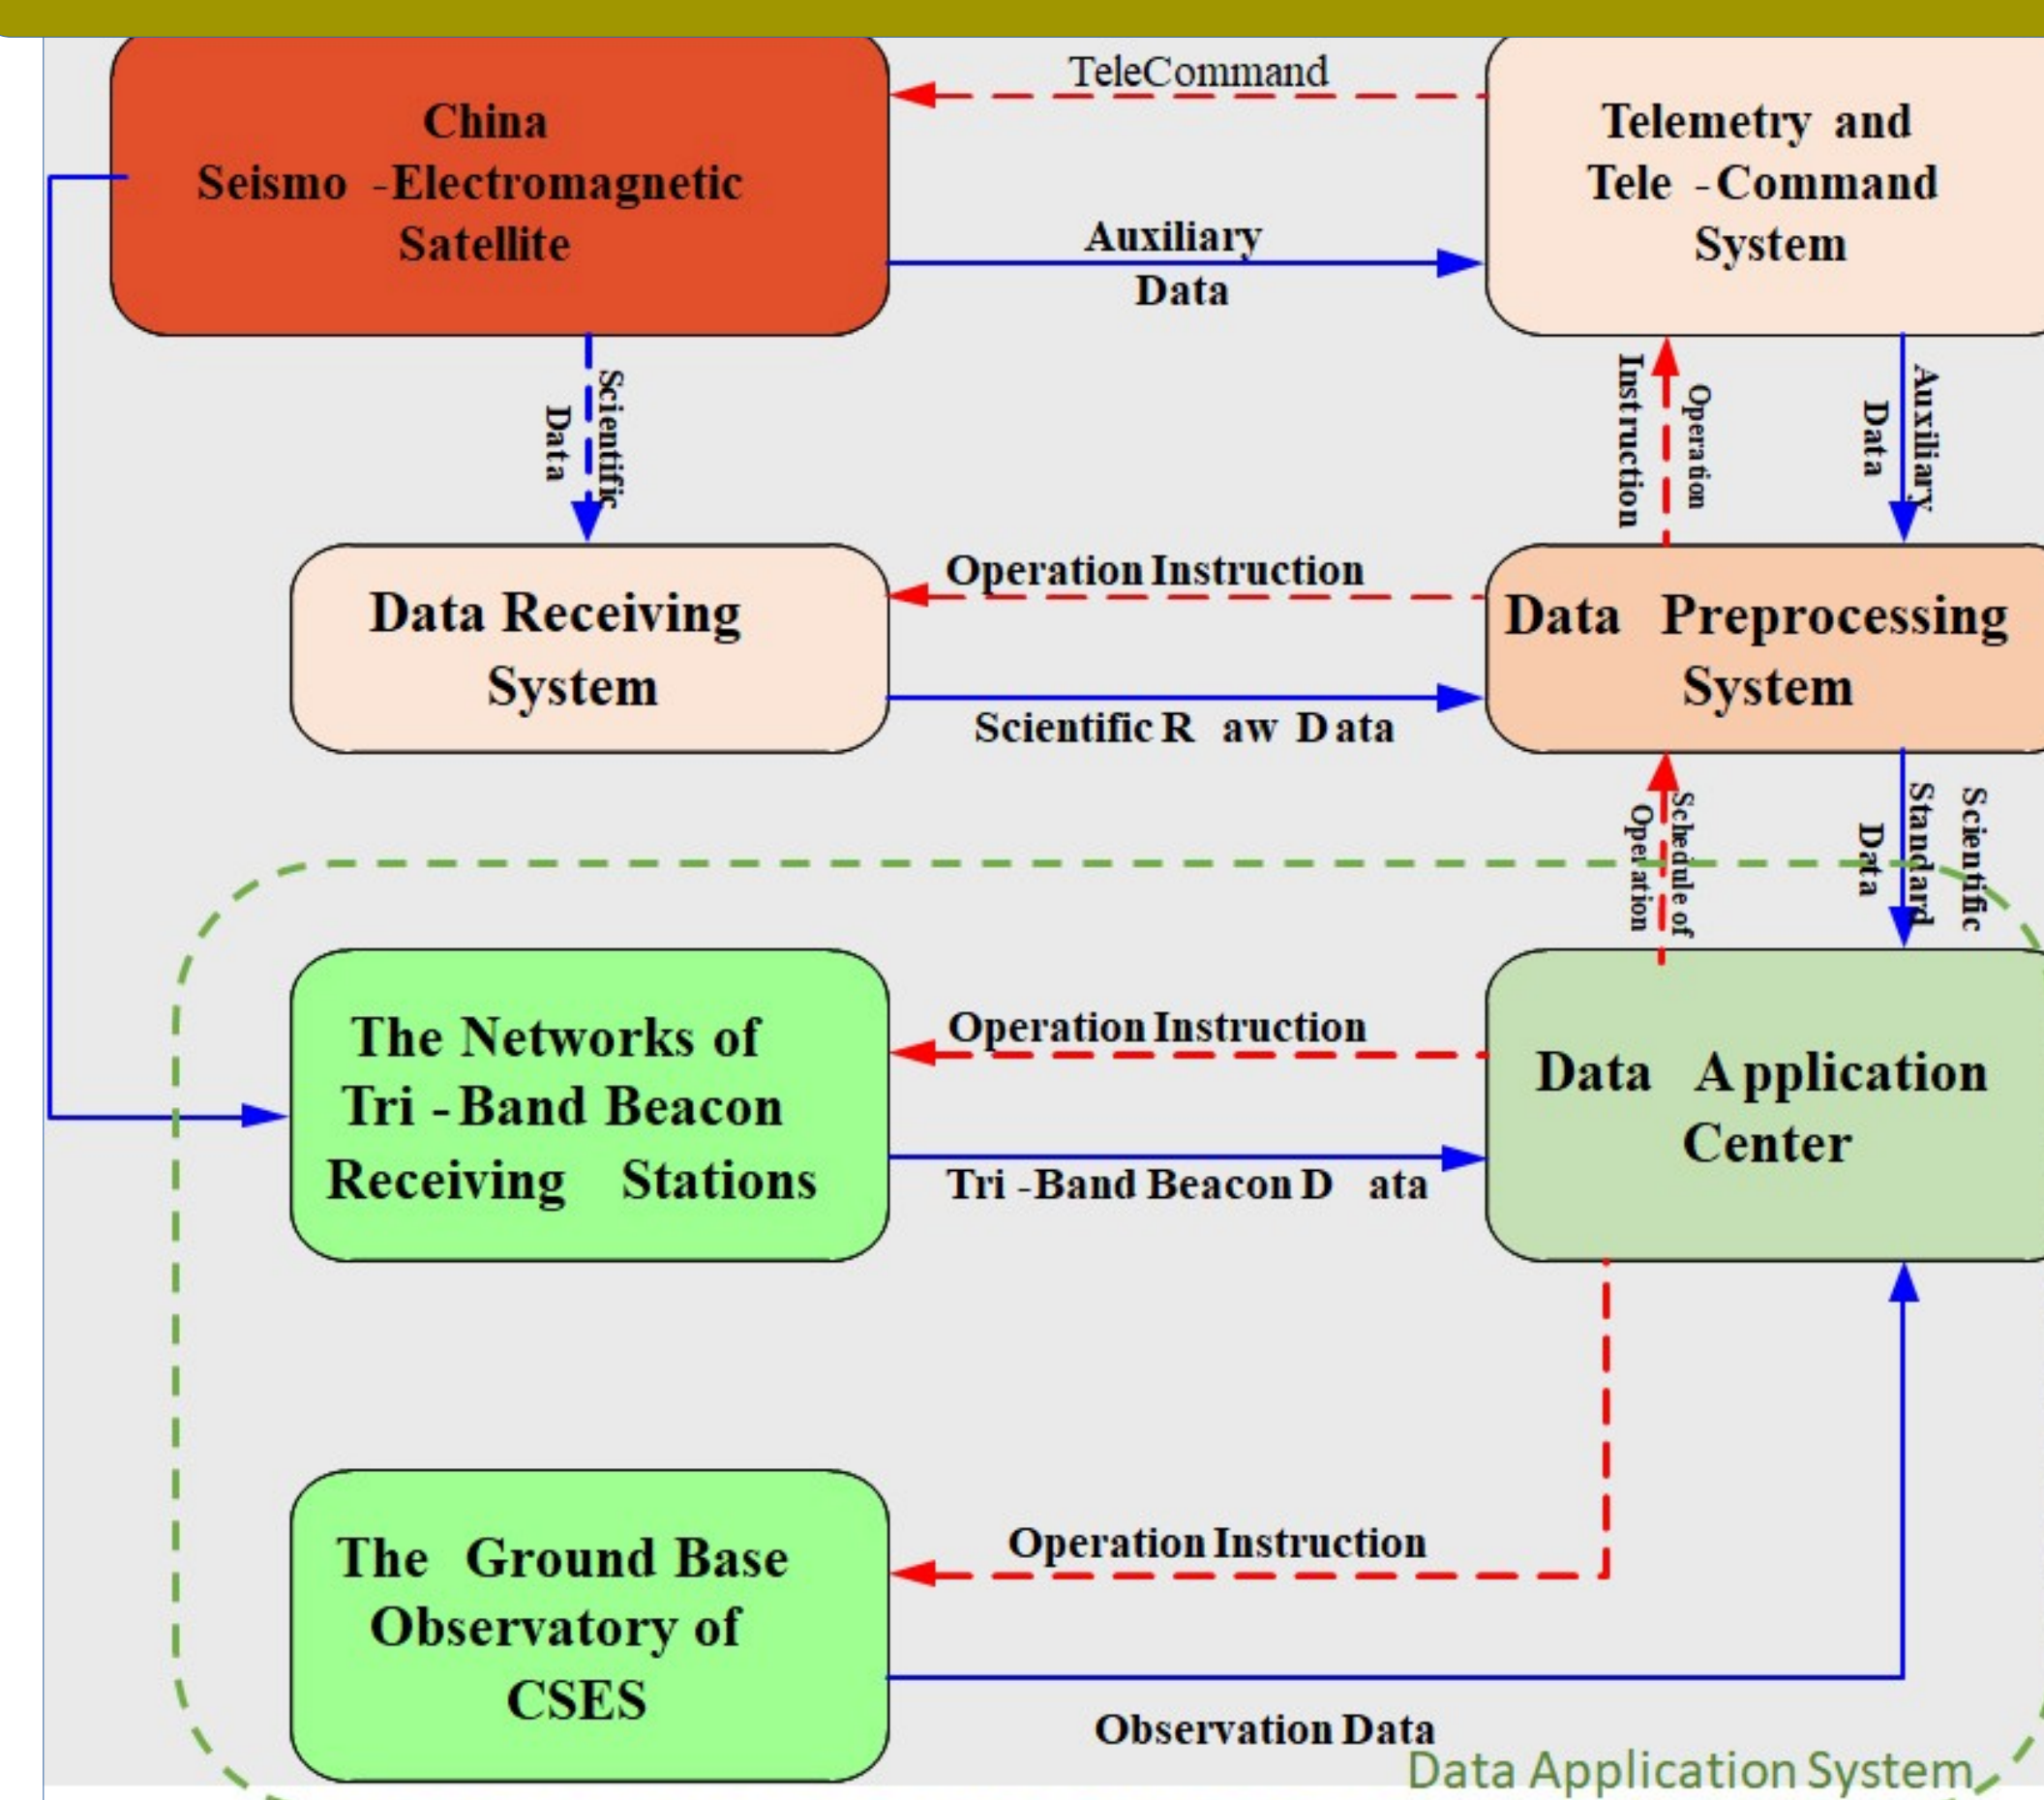 TeleCommand
China
Seismo -Electromagnetic
Satellite
Telemetry and
Tele -Command
System
Auxiliary
Data
Scientific
Data
Operation
Instruction
Auxiliary
Data
Data Receiving
System
Operation Instruction
Scientific R aw Data
Data Preprocessing
System
Schedule of
Operation
Scientific
Standard
Data
The Networks of
Tri -Band Beacon
Receiving Stations
Operation Instruction
Tri -Band Beacon D ata
Data Application
Center
The Ground Base
Observatory of
CSES
Operation Instruction
Observation Data
Data Application System